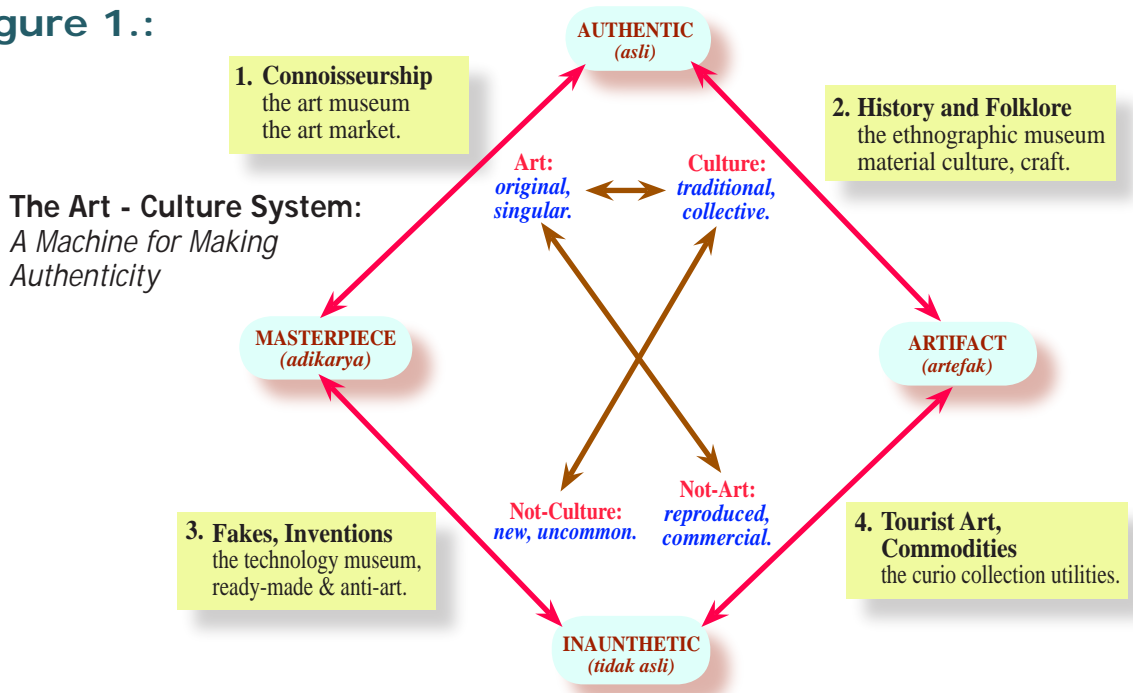 gure 1.:
AUTHENTIC
(asli)
1. Connoisseurship
the art museum
the art market.
2. History and Folklore
the ethnographic museum
material culture, craft.
Art:
original,
singular.
Culture:
traditional,
collective.
The Art - Culture System:
A Machine for Making
Authenticity
MASTERPIECE
(adikarya)
ARTIFACT
(artefak)
Not-Culture:
new, uncommon.
Not-Art:
reproduced,
commercial.
3. Fakes, Inventions
the technology museum,
ready-made & anti-art.
4. Tourist Art,
Commodities
the curio collection utilities.
INAUNTHETIC
(tidak asli)